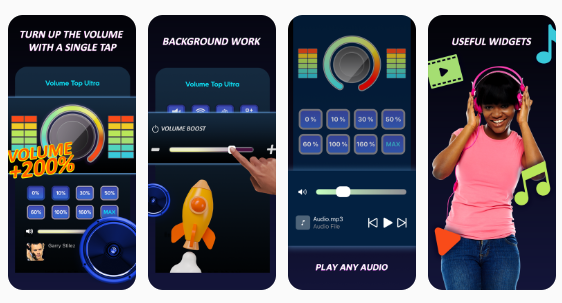 TURN UP THE VOLUME
WITH A SINGLE TAP
Volume Top Ultra
VOLUME
+200%
0%
10%
30%
50%
60%
100%
100%
MAX
BACKGROUND WORK
Volume Top Ultra
VOLUME BOOST
- +
0 %
10 %
30 %
50 %
60 %
100 %
160 %
MAX
Audio.mp3
Audio File
PLAY ANY AUDIO
USEFUL WIDGETS